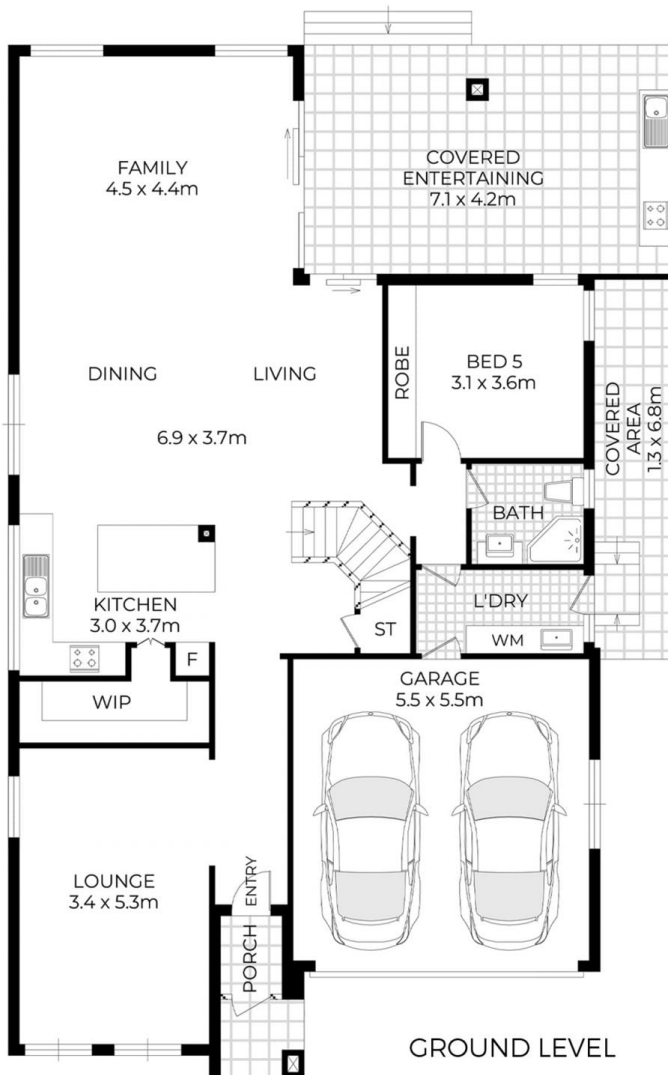 FAMILY
4.5 x 4.4m
COVERED
ENTERTAINING
7.1 x 4.2m
DINING
LIVING
6.9 x 3.7m
ROBE
BED 5
3.1 x 3.6m
COVERED
AREA
1.3 x 6.8m
BATH
KITCHEN
3.0 x 3.7m
ST
L'DRY
WM
F
WIP
GARAGE
5.5 x 5.5m
LOUNGE
3.4 x 5.3m
ENTRY
PORCH
GROUND LEVEL